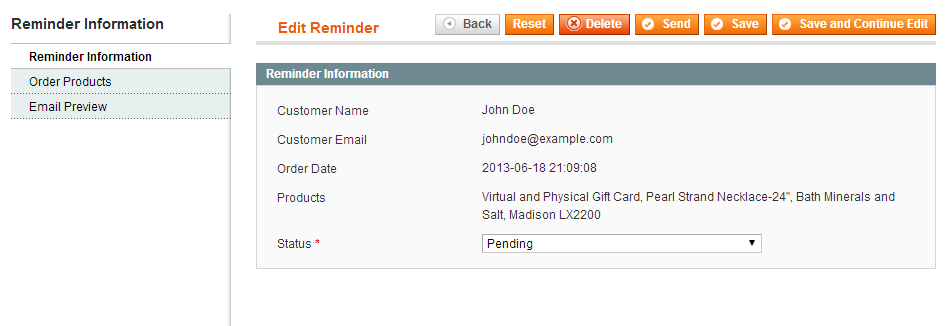 Reminder Information
Reminder Information
Order Products
Email Preview
Edit Reminder
Back
Reset
Delete
Send
Save
Save and Continue Edit
Reminder Information
Customer Name John Doe
Customer Email johndoe@example.com
Order Date 2013-06-18 21:09:08
Products Virtual and Physical Gift Card, Pearl Strand Necklace-24", Bath Minerals and
Salt, Madison LX2200
Status * Pending